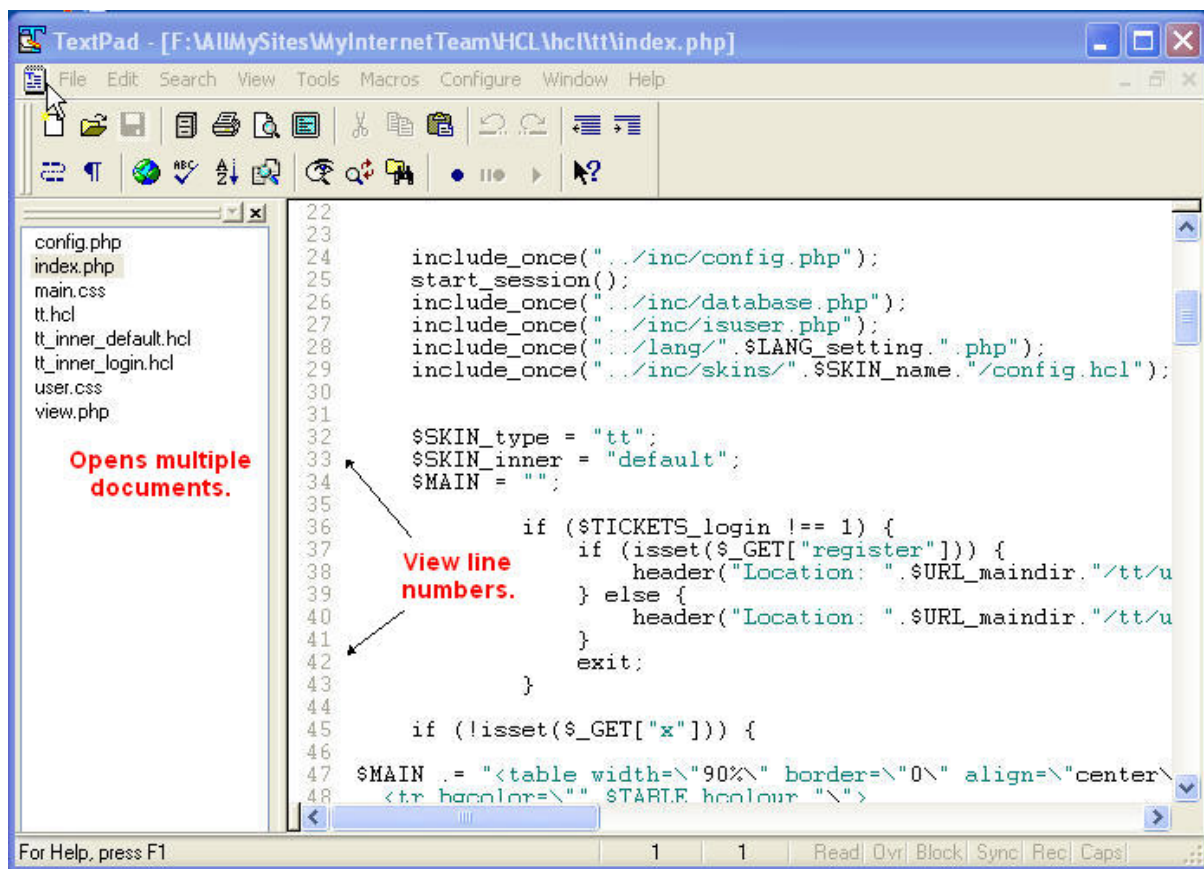 TextPad - [F:\AllMySites\MyInternetTeam\HCL\hcl\tt\index.php]
File Edit Search View Tools Macros Configure Window Help
config.php
index.php
main.css
tt.hcl
tt_inner_default.hcl
tt_inner_login.hcl
user.css
view.php
Opens multiple
documents.
22
23
24 include_once("../inc/config.php");
25 start_session();
26 include_once("../inc/database.php");
27 include_once("../inc/isuser.php");
28 include_once("../lang/".$LANG_setting.".php");
29 include_once("../inc/skins/".$SKIN_name."/config.hcl");
30
31
32 $SKIN_type = "tt";
33 $SKIN_inner = "default";
34 $MAIN = "";
35
36 if ($TICKETS_login !== 1) {
37 if (isset($_GET["register"])) {
38 header("Location: ".$URL_maindir."/tt/u
39 } else {
40 header("Location: ".$URL_maindir."/tt/u
41 }
42 exit;
43 }
44
45 if (!isset($_GET["x"])) {
46
47 $MAIN .= "<table width=\"90%\" border=\"0\" align=\"center\
48 <tr bgcolor=\"".$TABLE_hcolour."\">
View line
numbers.
For Help, press F1
1 1 Read Ovr Block Sync Rec Caps